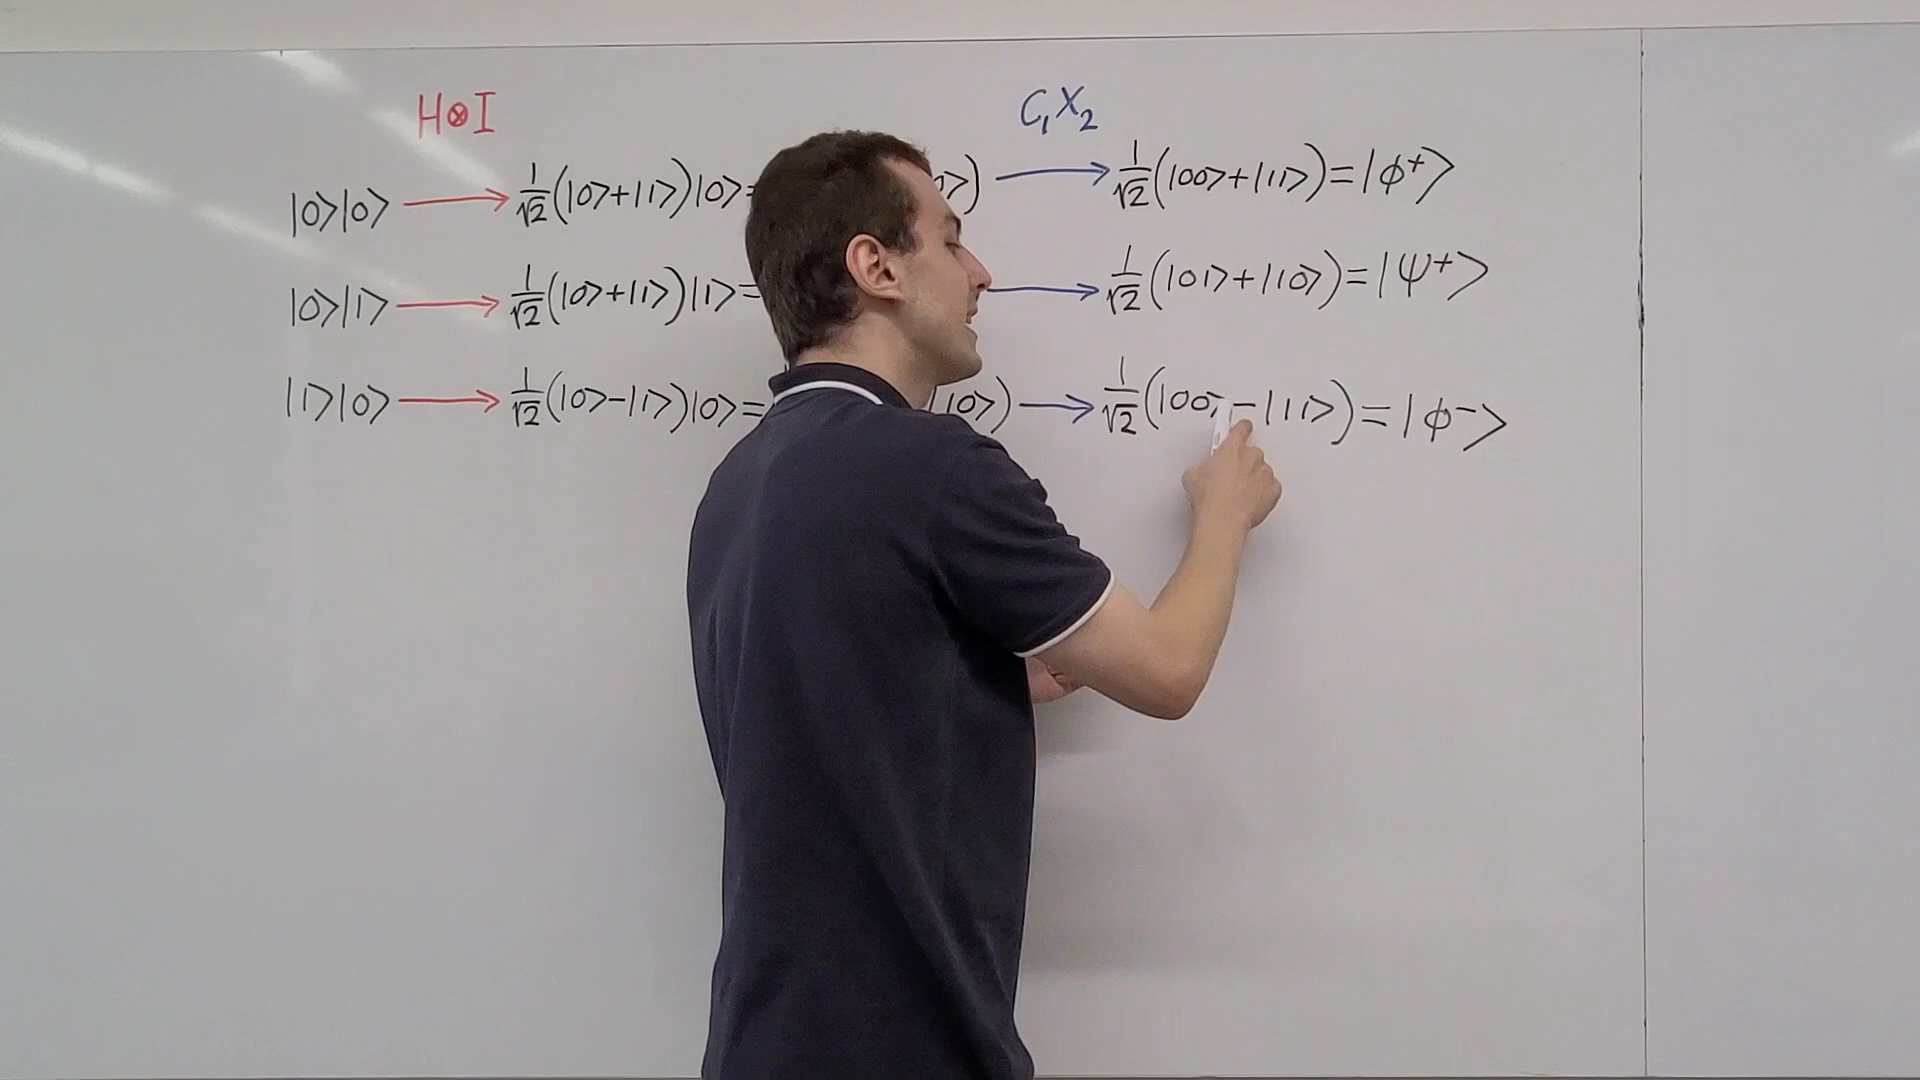 H⊗I C₁X₂
|0>|0> → 1/√2(|0>+|1>)|0>= 0>) → 1/√2(|00>+|11>)=|ϕ⁺>
|0>|1> → 1/√2(|0>+|1>)|1>= → 1/√2(|01>+|10>)=|ψ⁺>
|1>|0> → 1/√2(|0>-|1>)|0>= |10>) → 1/√2(|00>-|11>)=|ϕ⁻>